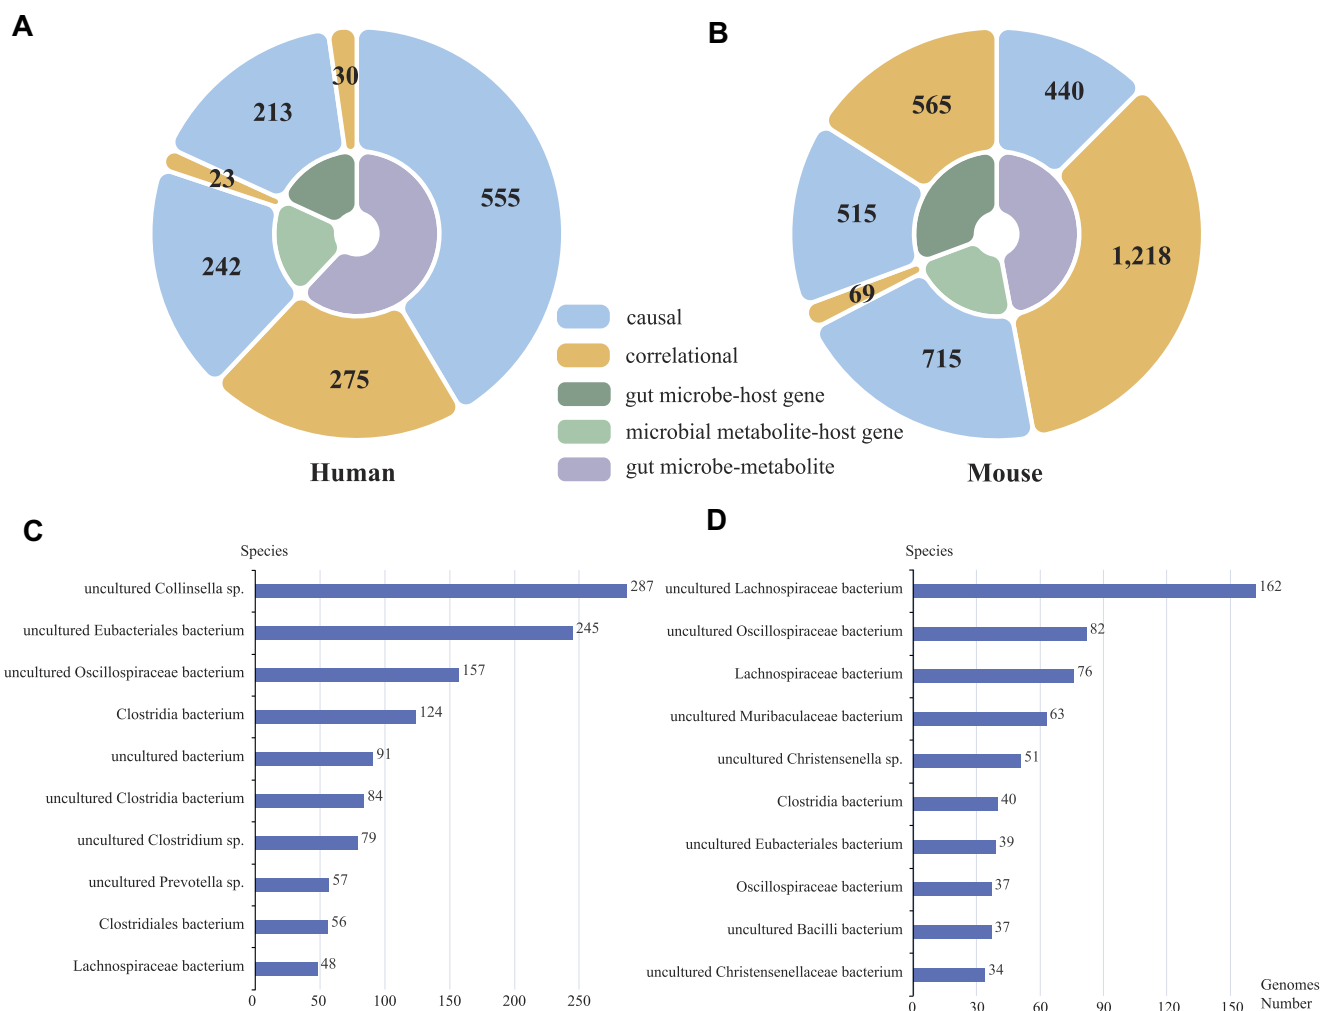 A
B
30
213
555
23
242
275
Human
565
440
515
1,218
69
715
Mouse
causal
correlational
gut microbe-host gene
microbial metabolite-host gene
gut microbe-metabolite
C
Species
uncultured Collinsella sp. 287
uncultured Eubacteriales bacterium 245
uncultured Oscillospiraceae bacterium 157
Clostridia bacterium 124
uncultured bacterium 91
uncultured Clostridia bacterium 84
uncultured Clostridium sp. 79
uncultured Prevotella sp. 57
Clostridiales bacterium 56
Lachnospiraceae bacterium 48
0 50 100 150 200 250
D
Species
uncultured Lachnospiraceae bacterium 162
uncultured Oscillospiraceae bacterium 82
Lachnospiraceae bacterium 76
uncultured Muribaculaceae bacterium 63
uncultured Christensenella sp. 51
Clostridia bacterium 40
uncultured Eubacteriales bacterium 39
Oscillospiraceae bacterium 37
uncultured Bacilli bacterium 37
uncultured Christensenellaceae bacterium 34
0 30 60 90 120 150
Genomes
Number